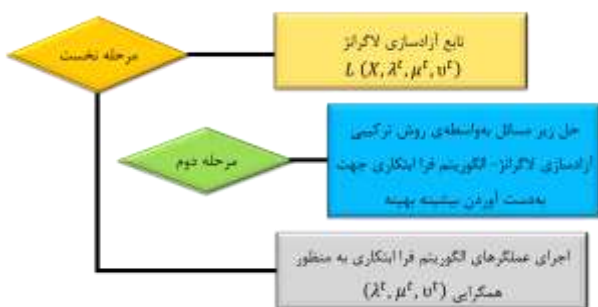 مرحله نخست
تابع آزادسازی لاگرانژ
L (X, λᵗ, μᵗ, υᵗ)
مرحله دوم
حل زیر مسائل به‌واسطه‌ی روش ترکیبی
آزادسازی لاگرانژ- الگوریتم فرا ابتکاری جهت
به‌دست آوردن بیشینه بهینه
اجرای عملگرهای الگوریتم فرا ابتکاری به منظور
همگرایی (λᵗ, μᵗ, υᵗ)